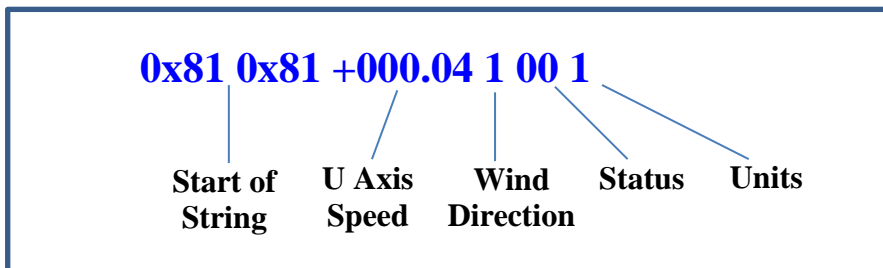 0x81 0x81 +000.04 1 00 1
Start of String
U Axis Speed
Wind Direction
Status
Units